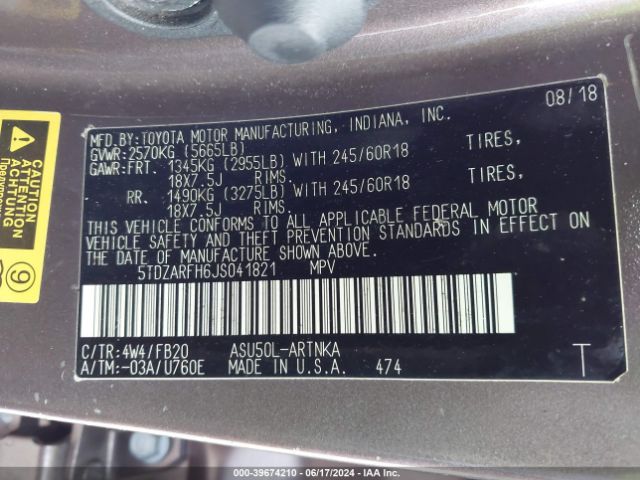 08/18
MFD.BY:TOYOTA MOTOR MANUFACTURING, INDIANA, INC.
GVWR:2570KG (5665LB)
GAWR:FRT. 1345KG (2955LB) WITH 245/60R18 TIRES,
18X7.5J RIMS
RR. 1490KG (3275LB) WITH 245/60R18 TIRES,
18X7.5J RIMS
THIS VEHICLE CONFORMS TO ALL APPLICABLE FEDERAL MOTOR
VEHICLE SAFETY AND THEFT PREVENTION STANDARDS IN EFFECT ON
THE DATE OF MANUFACTURE SHOWN ABOVE.
5TDZARFH6JS041821 MPV
C/TR:4W4/FB20 ASU50L-ARTNKA
A/TM:-03A/U760E MADE IN U.S.A. 474 T
CAUTION
ACHTUNG
ATTENTION
9
000-39674210 - 06/17/2024 - IAA Inc.